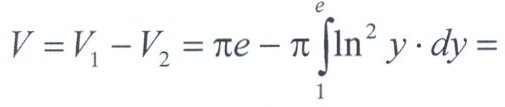 V = V₁ − V₂ = πe − π ∫₁ᵉ ln² y · dy =